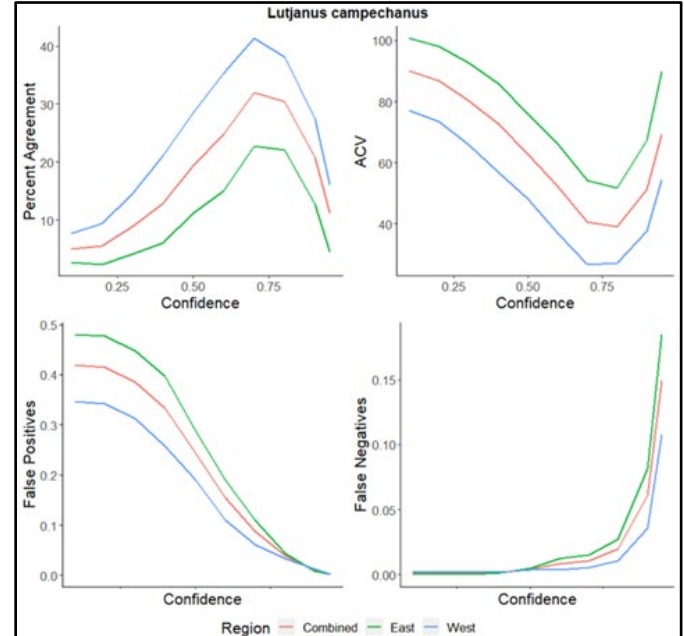 Lutjanus campechanus
Percent Agreement
40
30
20
10
0.25 0.50 0.75
Confidence
ACV
100
80
60
40
0.25 0.50 0.75
Confidence
False Positives
0.5
0.4
0.3
0.2
0.1
0.0
Confidence
False Negatives
0.15
0.10
0.05
0.00
Confidence
Region Combined East West